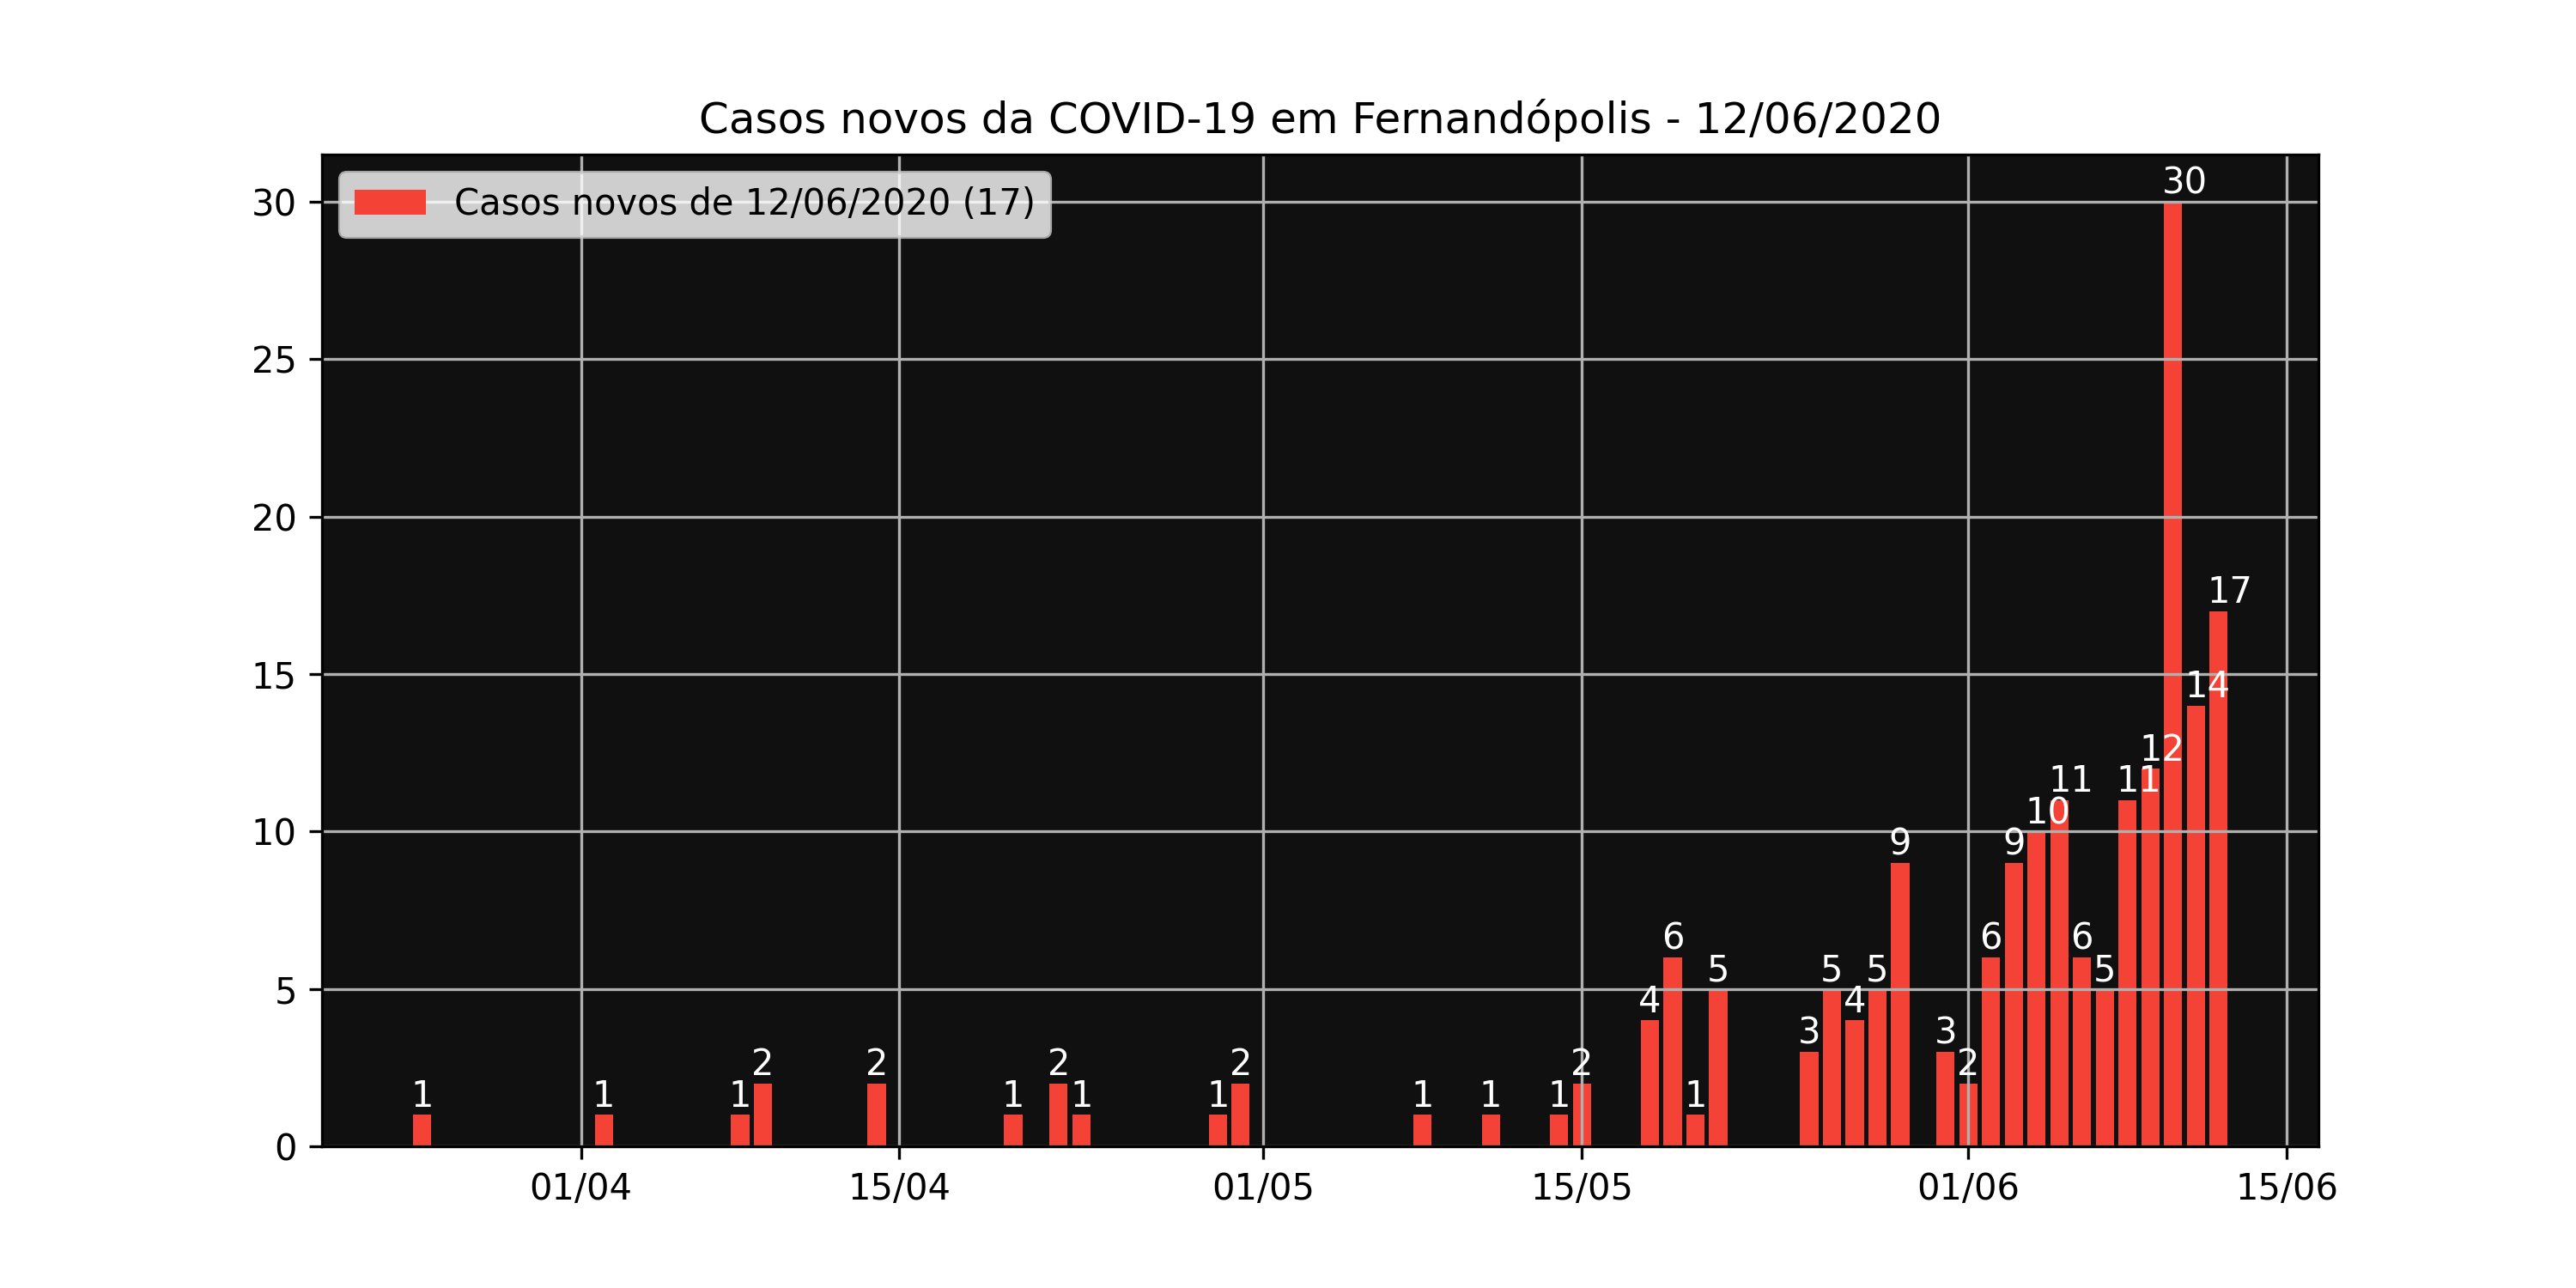 Casos novos da COVID-19 em Fernandópolis - 12/06/2020
Casos novos de 12/06/2020 (17)
30
25
20
15
10
5
0
1 1 1 2 2 1 2 1 1 2 1 1 1 2 4 6 1 5 3 5 4 5 9 3 2 6 9 10 11 6 5 11 12 30 14 17
01/04 15/04 01/05 15/05 01/06 15/06